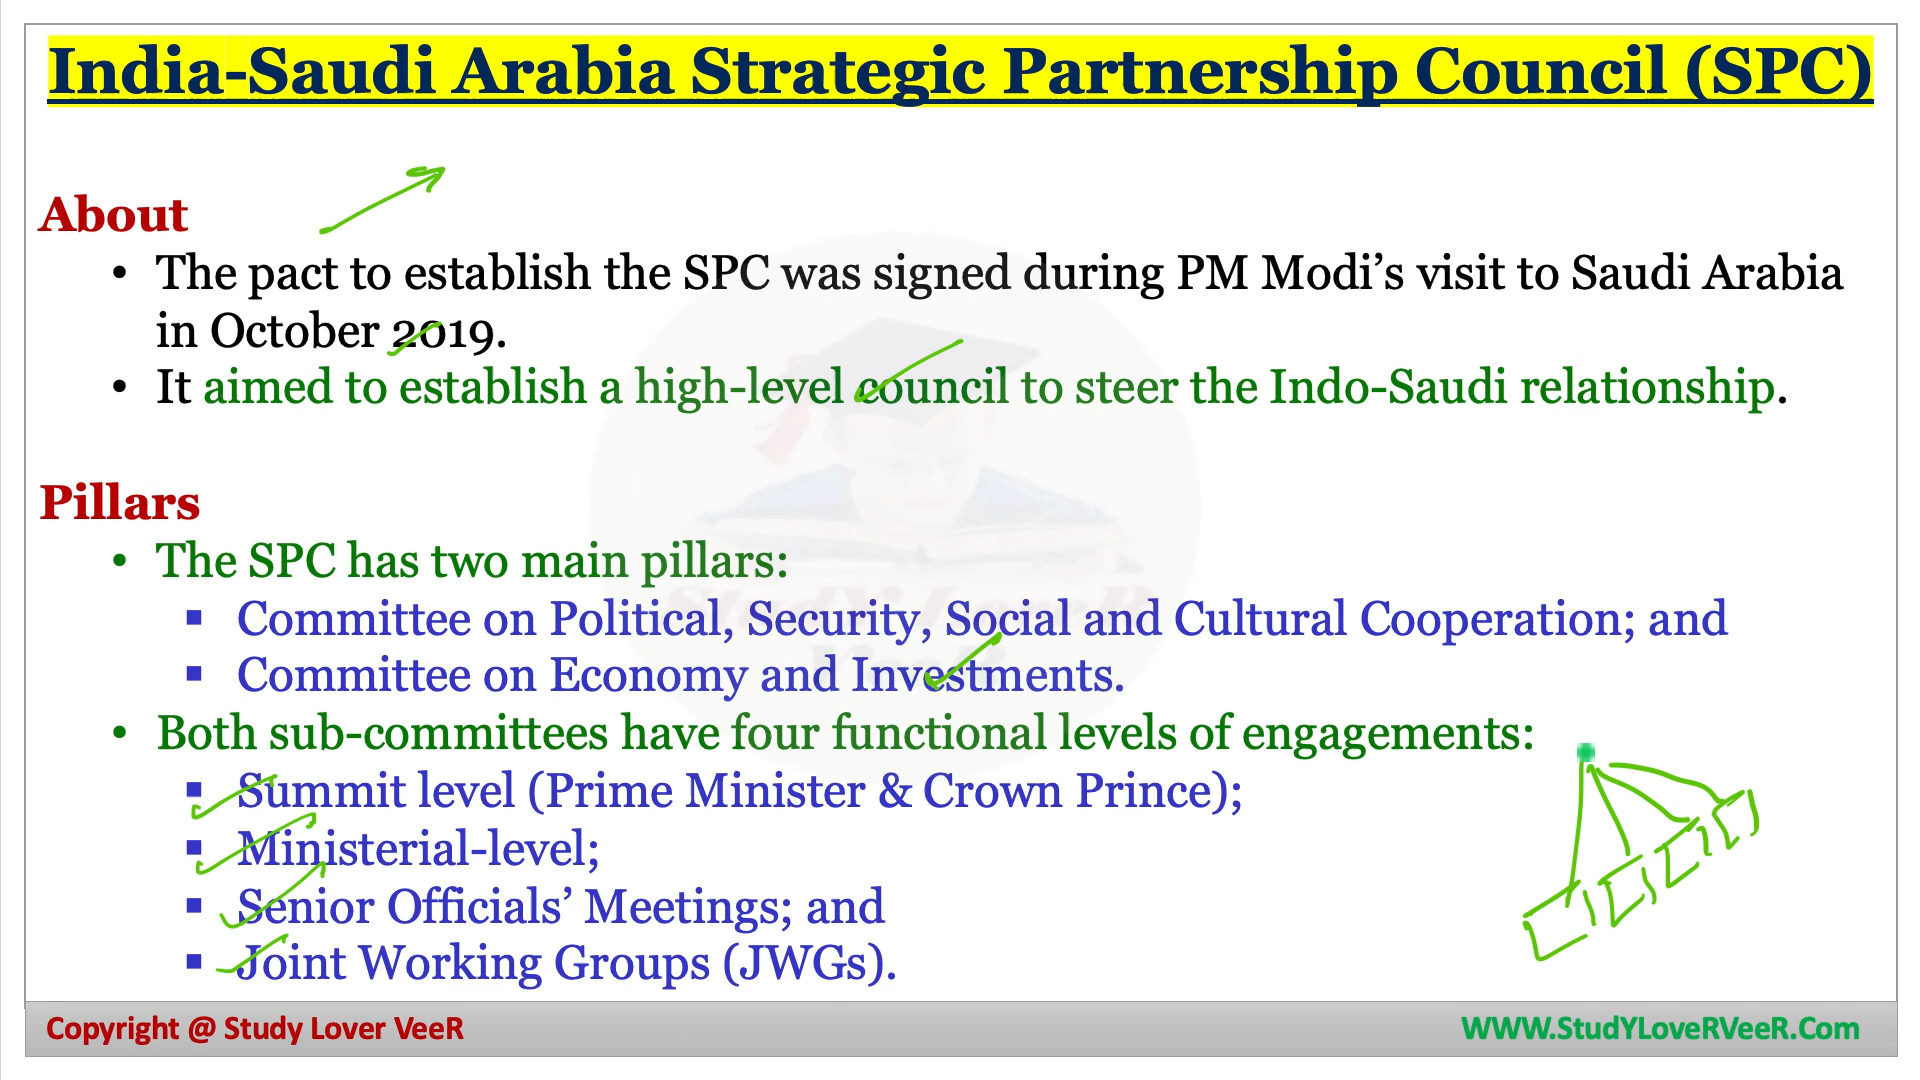 India-Saudi Arabia Strategic Partnership Council (SPC)
About
• The pact to establish the SPC was signed during PM Modi’s visit to Saudi Arabia
in October 2019.
• It aimed to establish a high-level council to steer the Indo-Saudi relationship.
Pillars
• The SPC has two main pillars:
▪ Committee on Political, Security, Social and Cultural Cooperation; and
▪ Committee on Economy and Investments.
• Both sub-committees have four functional levels of engagements:
▪ Summit level (Prime Minister & Crown Prince);
▪ Ministerial-level;
▪ Senior Officials’ Meetings; and
▪ Joint Working Groups (JWGs).
Copyright @ Study Lover VeeR
WWW.StudYLoveRVeeR.Com